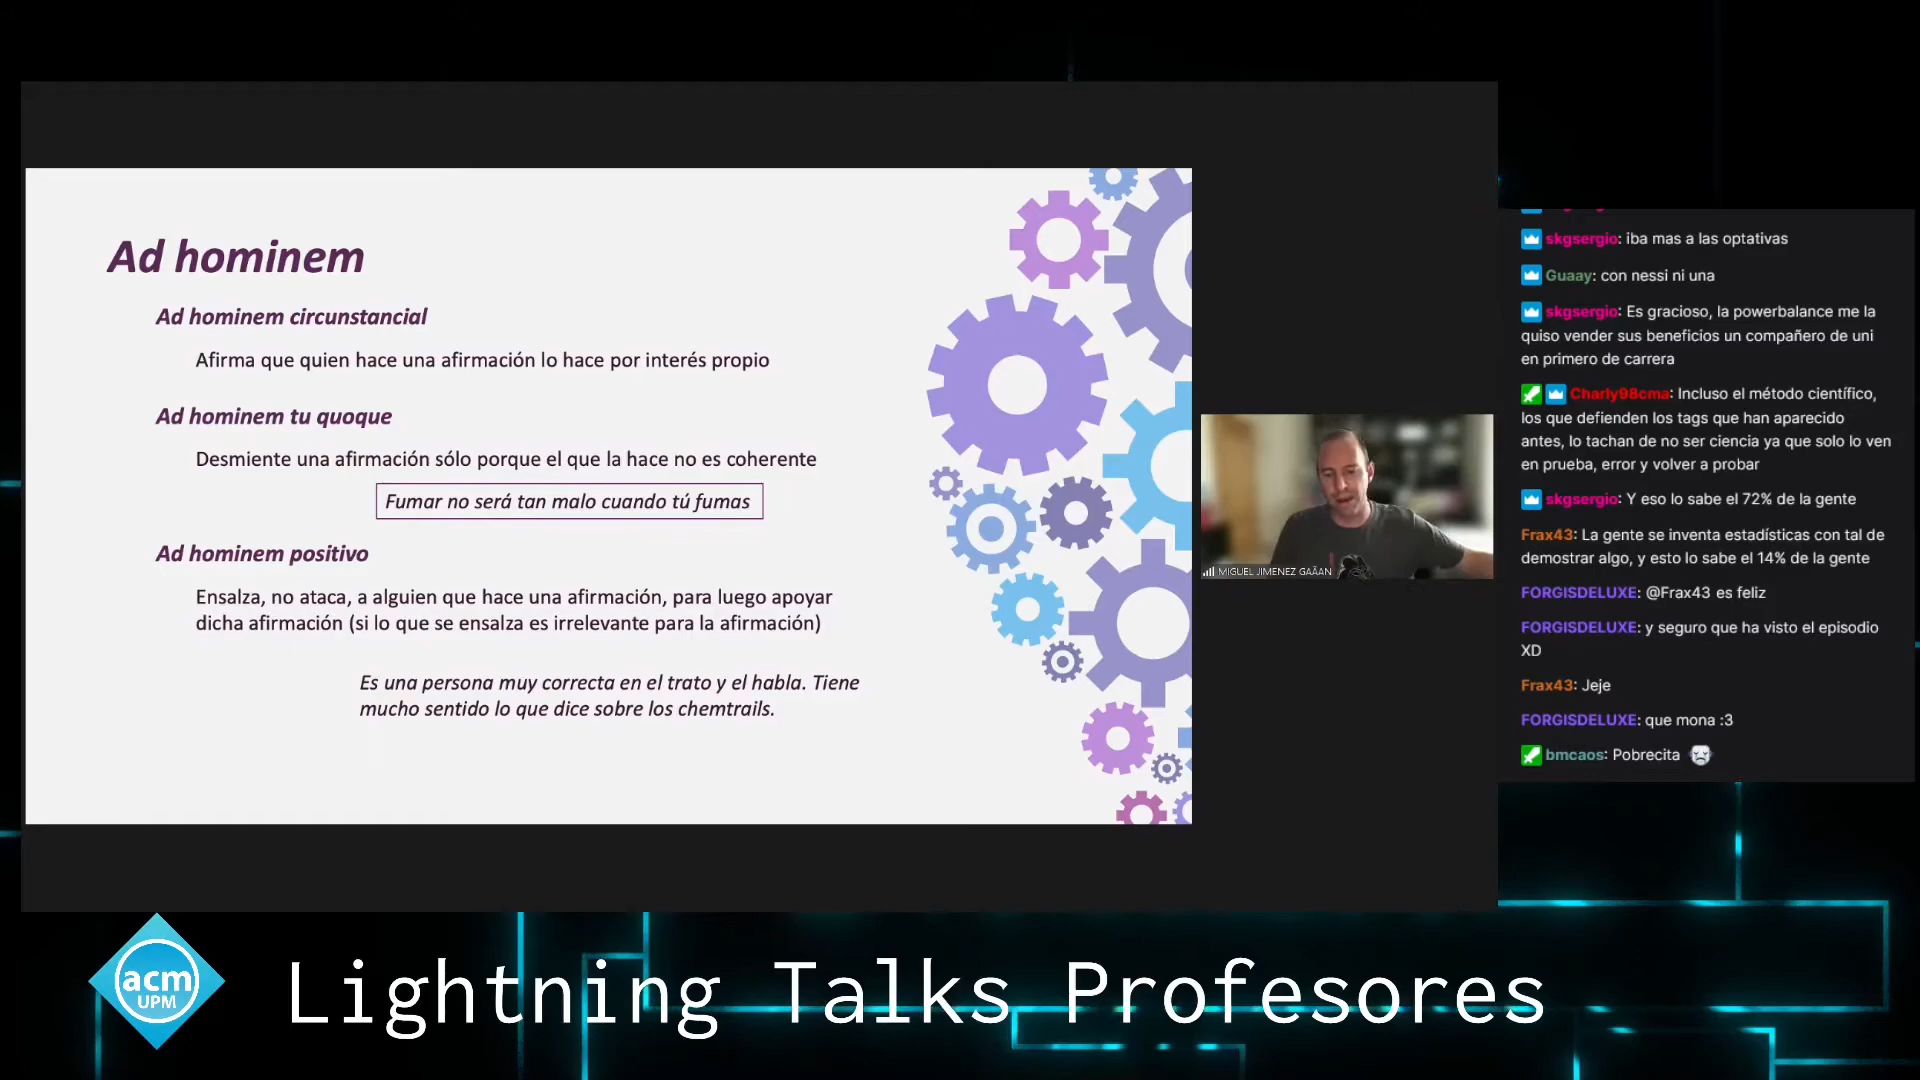 Ad hominem
Ad hominem circunstancial
Afirma que quien hace una afirmación lo hace por interés propio
Ad hominem tu quoque
Desmiente una afirmación sólo porque el que la hace no es coherente
Fumar no será tan malo cuando tú fumas
Ad hominem positivo
Ensalza, no ataca, a alguien que hace una afirmación, para luego apoyar
dicha afirmación (si lo que se ensalza es irrelevante para la afirmación)
Es una persona muy correcta en el trato y el habla. Tiene
mucho sentido lo que dice sobre los chemtrails.
MIGUEL JIMENEZ GAÃAN
skgsergio: iba mas a las optativas
Guaay: con nessi ni una
skgsergio: Es gracioso, la powerbalance me la
quiso vender sus beneficios un compañero de uni
en primero de carrera
Charly98cma: Incluso el método científico,
los que defienden los tags que han aparecido
antes, lo tachan de no ser ciencia ya que solo lo ven
en prueba, error y volver a probar
skgsergio: Y eso lo sabe el 72% de la gente
Frax43: La gente se inventa estadísticas con tal de
demostrar algo, y esto lo sabe el 14% de la gente
FORGISDELUXE: @Frax43 es feliz
FORGISDELUXE: y seguro que ha visto el episodio
XD
Frax43: Jeje
FORGISDELUXE: que mona :3
bmcaos: Pobrecita
acm
UPM
Lightning Talks Profesores